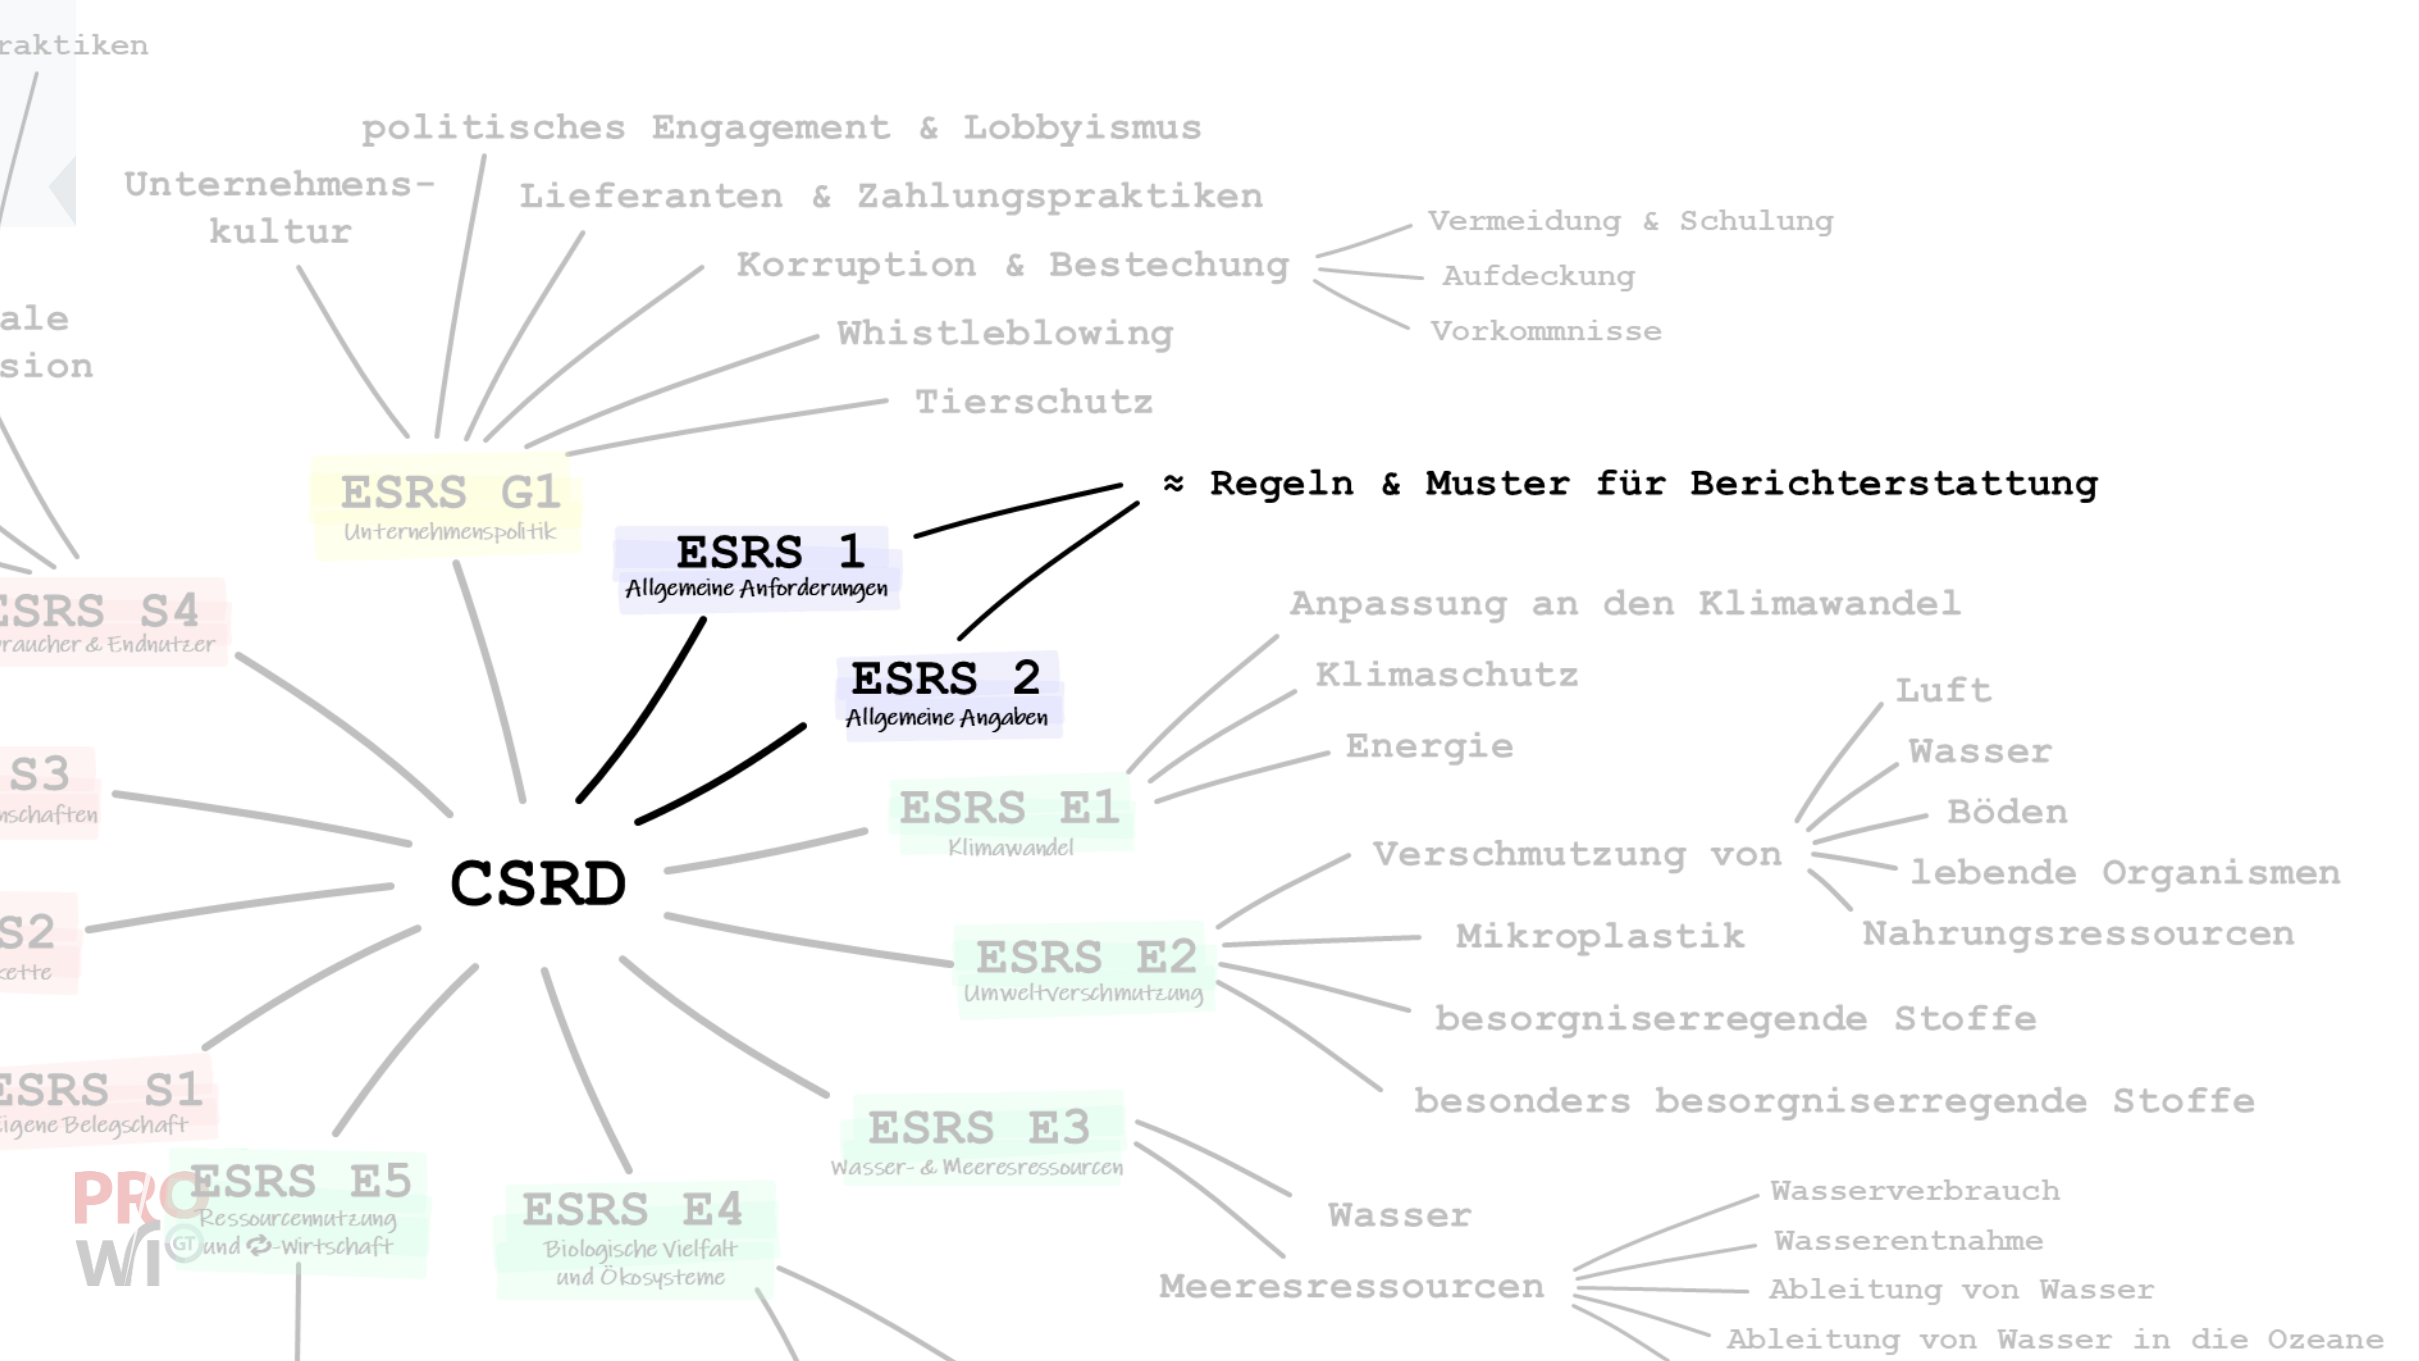 raktiken
politisches Engagement & Lobbyismus
Unternehmens-
kultur
Lieferanten & Zahlungspraktiken
Korruption & Bestechung
Vermeidung & Schulung
Aufdeckung
Vorkommnisse
Whistleblowing
Tierschutz
ale
sion
ESRS G1
Unternehmenspolitik
≈ Regeln & Muster für Berichterstattung
ESRS 1
Allgemeine Anforderungen
ESRS 2
Allgemeine Angaben
ESRS S4
raucher & Endnutzer
S3
nschaften
S2
kette
ESRS S1
Eigene Belegschaft
CSRD
ESRS E1
Klimawandel
Anpassung an den Klimawandel
Klimaschutz
Energie
ESRS E2
Umweltverschmutzung
Verschmutzung von
Luft
Wasser
Böden
lebende Organismen
Nahrungsressourcen
Mikroplastik
besorgniserregende Stoffe
besonders besorgniserregende Stoffe
ESRS E3
Wasser- & Meeresressourcen
Wasser
Meeresressourcen
Wasserverbrauch
Wasserentnahme
Ableitung von Wasser
Ableitung von Wasser in die Ozeane
ESRS E4
Biologische Vielfalt
und Ökosysteme
ESRS E5
Ressourcennutzung
und -Wirtschaft
PRO
WI GT